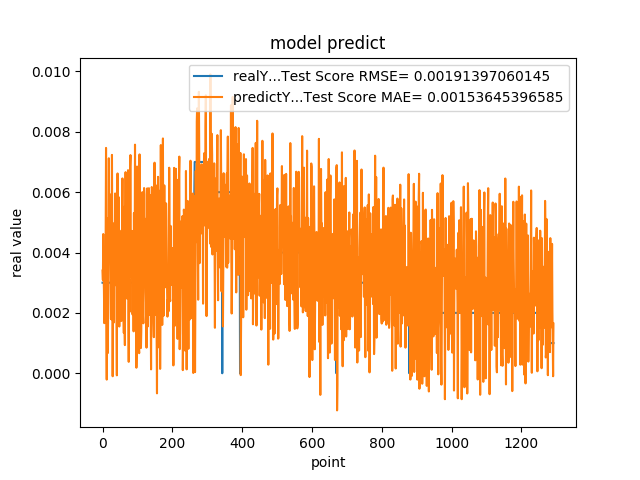 model predict
realY...Test Score RMSE= 0.00191397060145
predictY...Test Score MAE= 0.00153645396585
real value
0.010
0.008
0.006
0.004
0.002
0.000
0 200 400 600 800 1000 1200
point